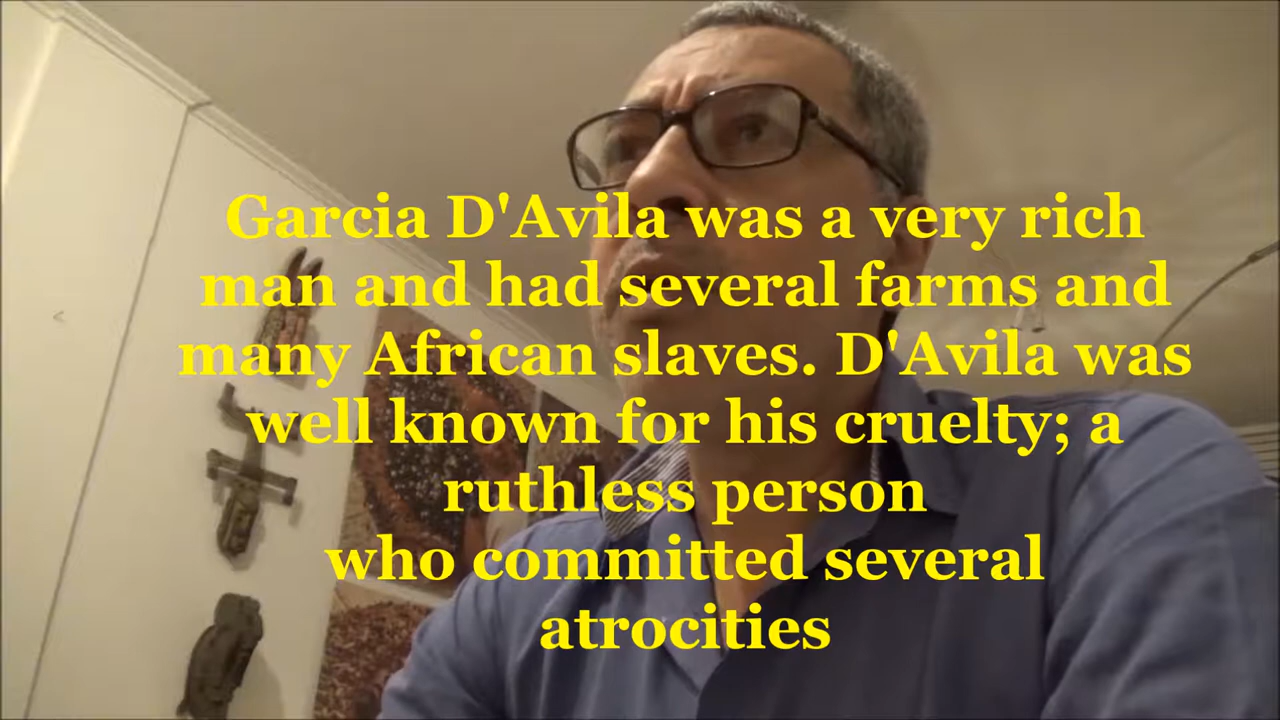 Garcia D'Avila was a very rich
man and had several farms and
many African slaves. D'Avila was
well known for his cruelty; a
ruthless person
who committed several
atrocities